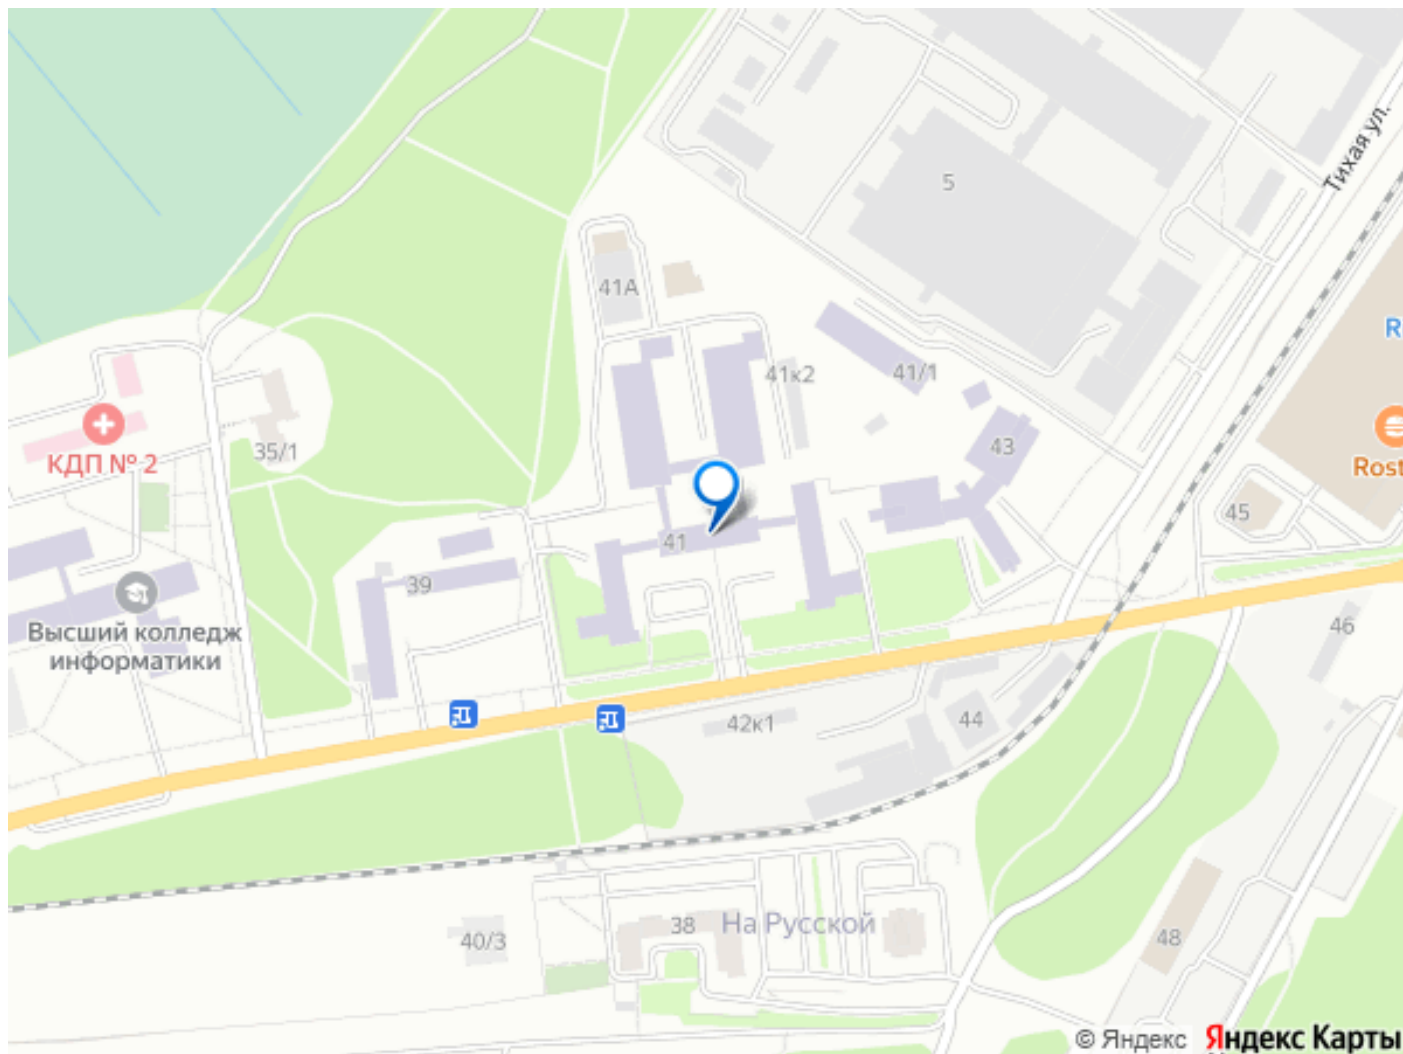 Тихая ул.
5
41А
R
41к2
41/1
43
35/1
КДП № 2
Rost
45
41
39
Высший колледж
информатики
46
42к1
44
38
На Русской
40/3
48
© Яндекс
Яндекс Карты